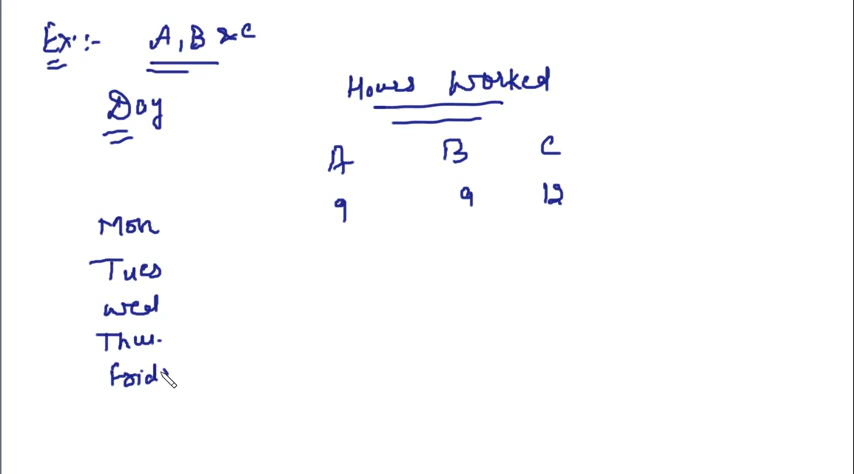 Ex:- A, B & C
Day Hours Worked
A B C
Mon 9 9 12
Tues
Wed
Thu.
Frid